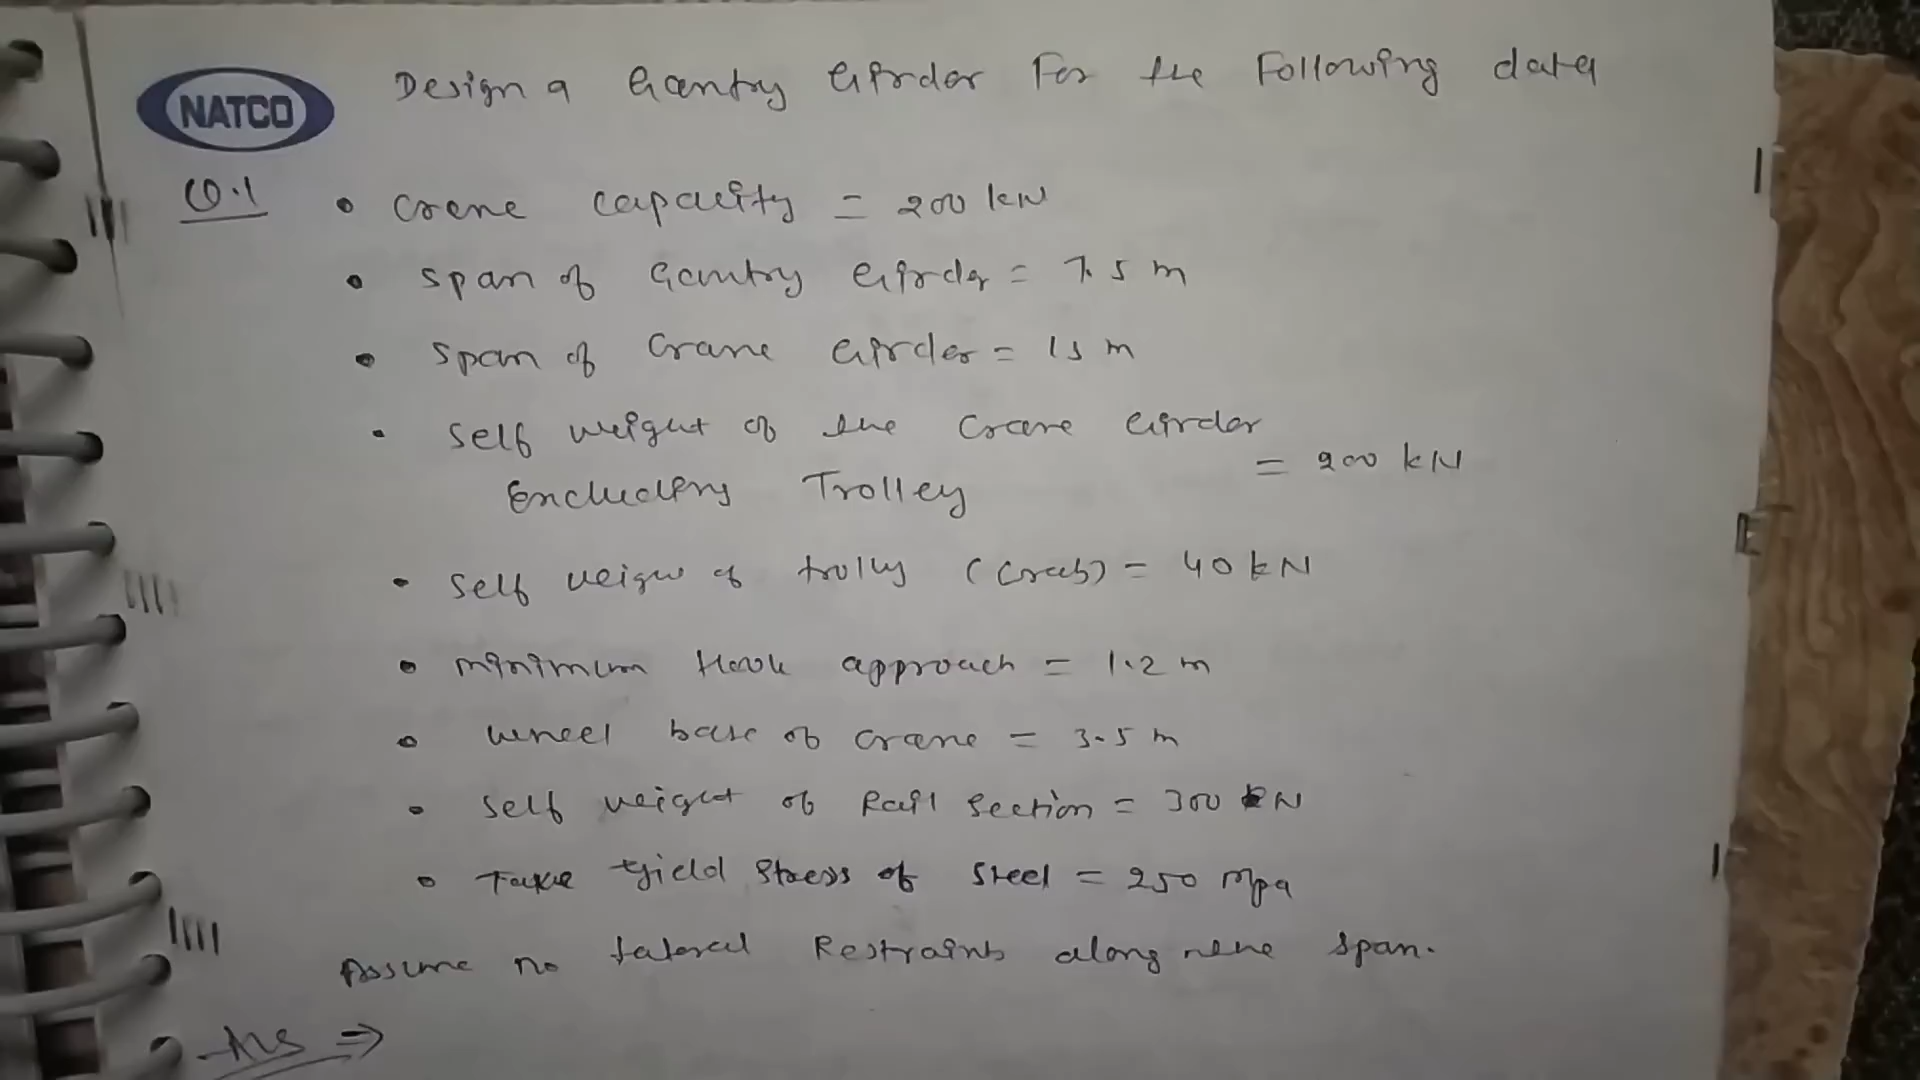 NATCO
Design a Gantry Girder For the Following data
Q.1
• Crane capacity = 200 kN
• span of Gantry Girder = 7.5 m
• span of Crane Girder = 15 m
• self weight of the Crane Girder
Excluding Trolley = 200 kN
• self weight of trolly (crab) = 40 kN
• minimum Hook approach = 1.2 m
• wheel base of crane = 3.5 m
• self weight of Rail section = 300 N
• Take yield stress of steel = 250 mpa
Assume no lateral Restraints along the span.
Ans ⇒